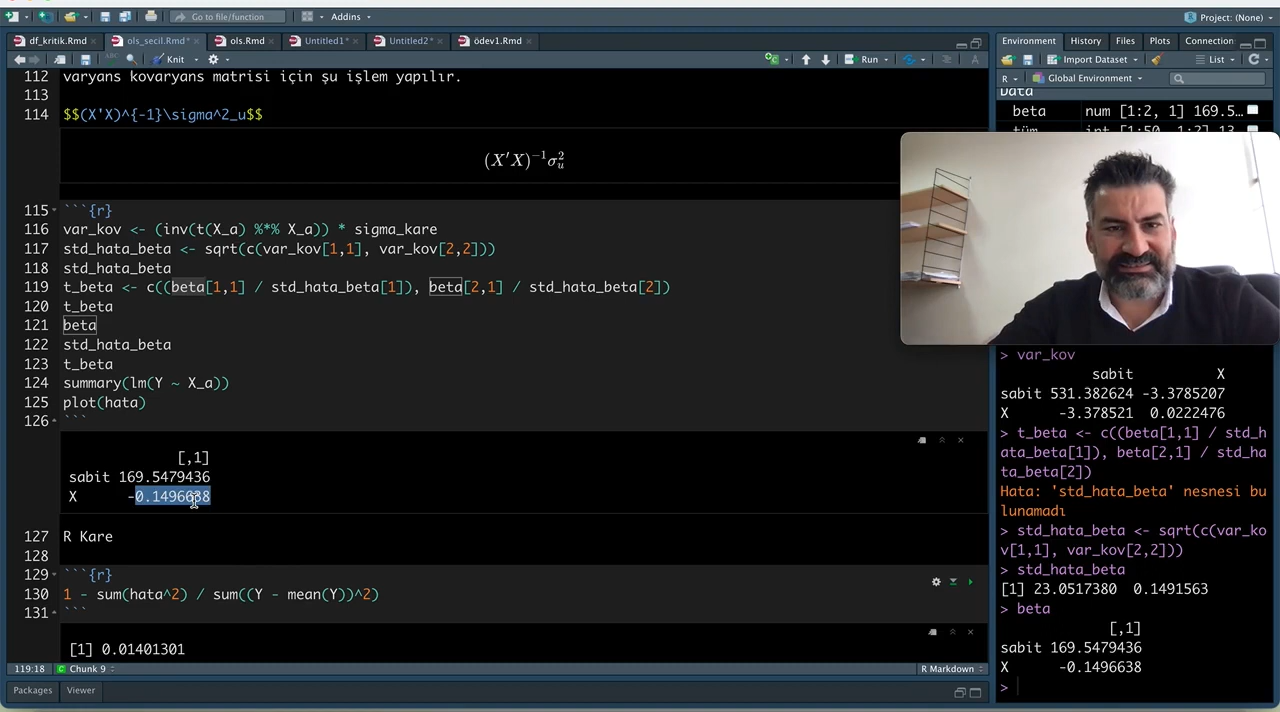 Go to file/function
Addins
Project: (None)
df_kritik.Rmd
ols_secil.Rmd*
ols.Rmd
Untitled1*
Untitled2*
ödev1.Rmd
Knit
Run
112 varyans kovaryans matrisi için şu işlem yapılır.
113
114 $$(X'X)^{-1}\sigma^2_u$$
(X′X)⁻¹σ²ᵤ
115 ```{r}
116 var_kov <- (inv(t(X_a) %*% X_a)) * sigma_kare
117 std_hata_beta <- sqrt(c(var_kov[1,1], var_kov[2,2]))
118 std_hata_beta
119 t_beta <- c((beta[1,1] / std_hata_beta[1]), beta[2,1] / std_hata_beta[2])
120 t_beta
121 beta
122 std_hata_beta
123 t_beta
124 summary(lm(Y ~ X_a))
125 plot(hata)
126 ```
[,1]
sabit 169.5479436
X -0.1496638
127 R Kare
128
129 ```{r}
130 1 - sum(hata^2) / sum((Y - mean(Y))^2)
131 ```
[1] 0.01401301
119:18 Chunk 9 R Markdown
Packages Viewer
Environment History Files Plots Connection
Import Dataset List
R Global Environment
Data
beta num [1:2, 1] 169.5…
tüm int [1:50, 1:2] 13
> var_kov
sabit X
sabit 531.382624 -3.3785207
X -3.378521 0.0222476
> t_beta <- c((beta[1,1] / std_h
ata_beta[1]), beta[2,1] / std_ha
ta_beta[2])
Hata: 'std_hata_beta' nesnesi bu
lunamadı
> std_hata_beta <- sqrt(c(var_ko
v[1,1], var_kov[2,2]))
> std_hata_beta
[1] 23.0517380 0.1491563
> beta
[,1]
sabit 169.5479436
X -0.1496638
>